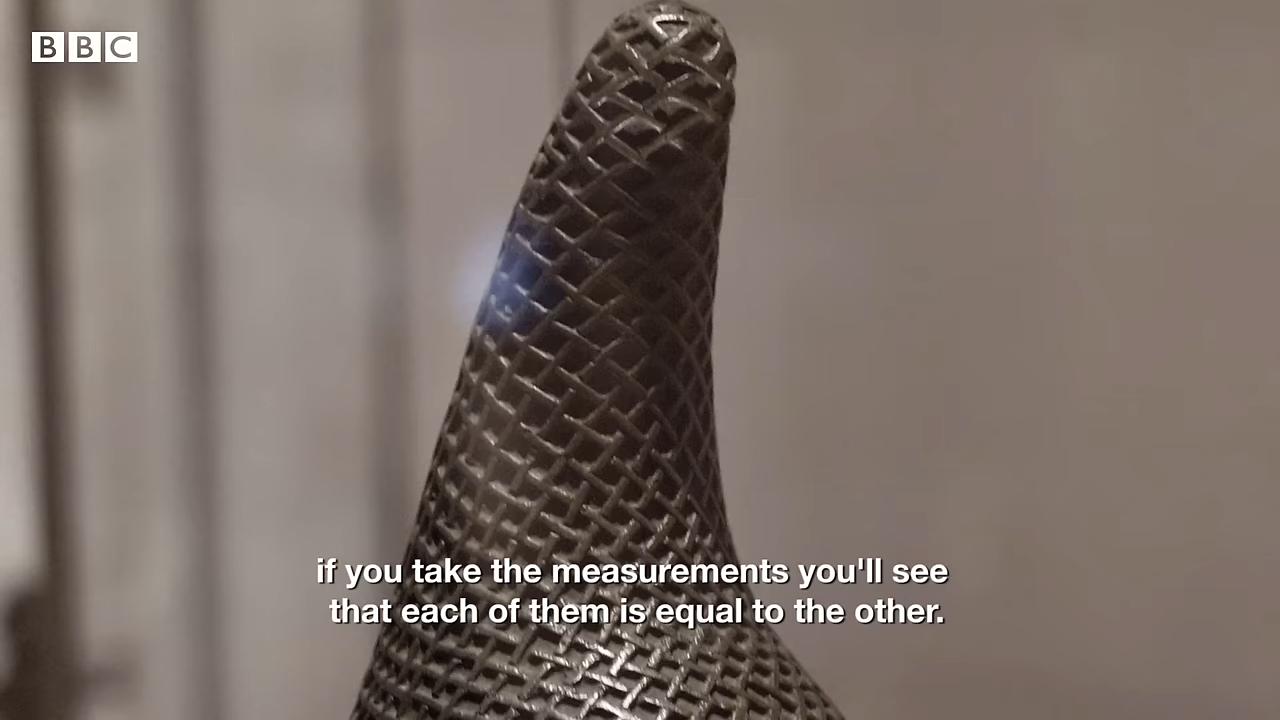 BBC
if you take the measurements you'll see
that each of them is equal to the other.